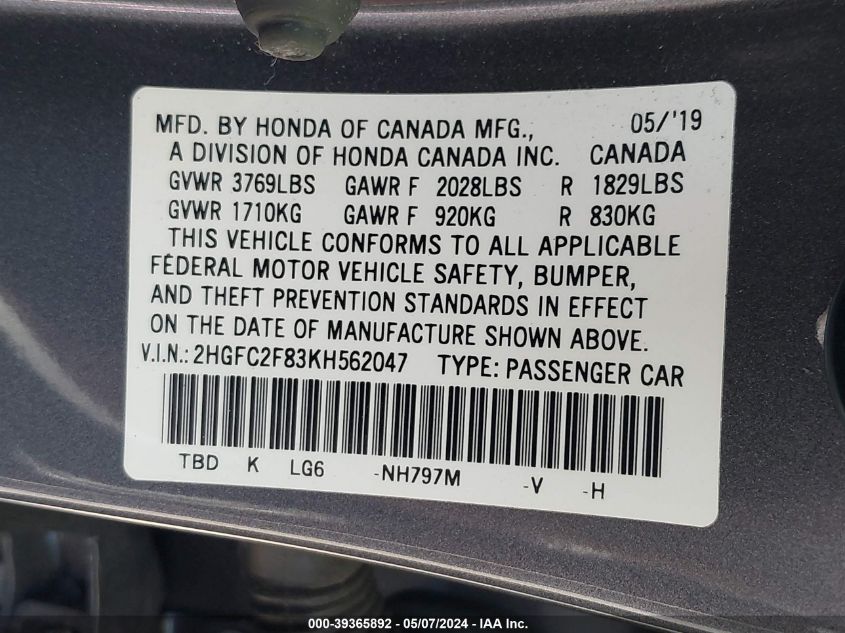 MFD. BY HONDA OF CANADA MFG., 05/'19
A DIVISION OF HONDA CANADA INC. CANADA
GVWR 3769LBS GAWR F 2028LBS R 1829LBS
GVWR 1710KG GAWR F 920KG R 830KG
THIS VEHICLE CONFORMS TO ALL APPLICABLE
FEDERAL MOTOR VEHICLE SAFETY, BUMPER,
AND THEFT PREVENTION STANDARDS IN EFFECT
ON THE DATE OF MANUFACTURE SHOWN ABOVE.
V.I.N.: 2HGFC2F83KH562047 TYPE: PASSENGER CAR
TBD K LG6 -NH797M -V -H
000-39365892 - 05/07/2024 - IAA Inc.